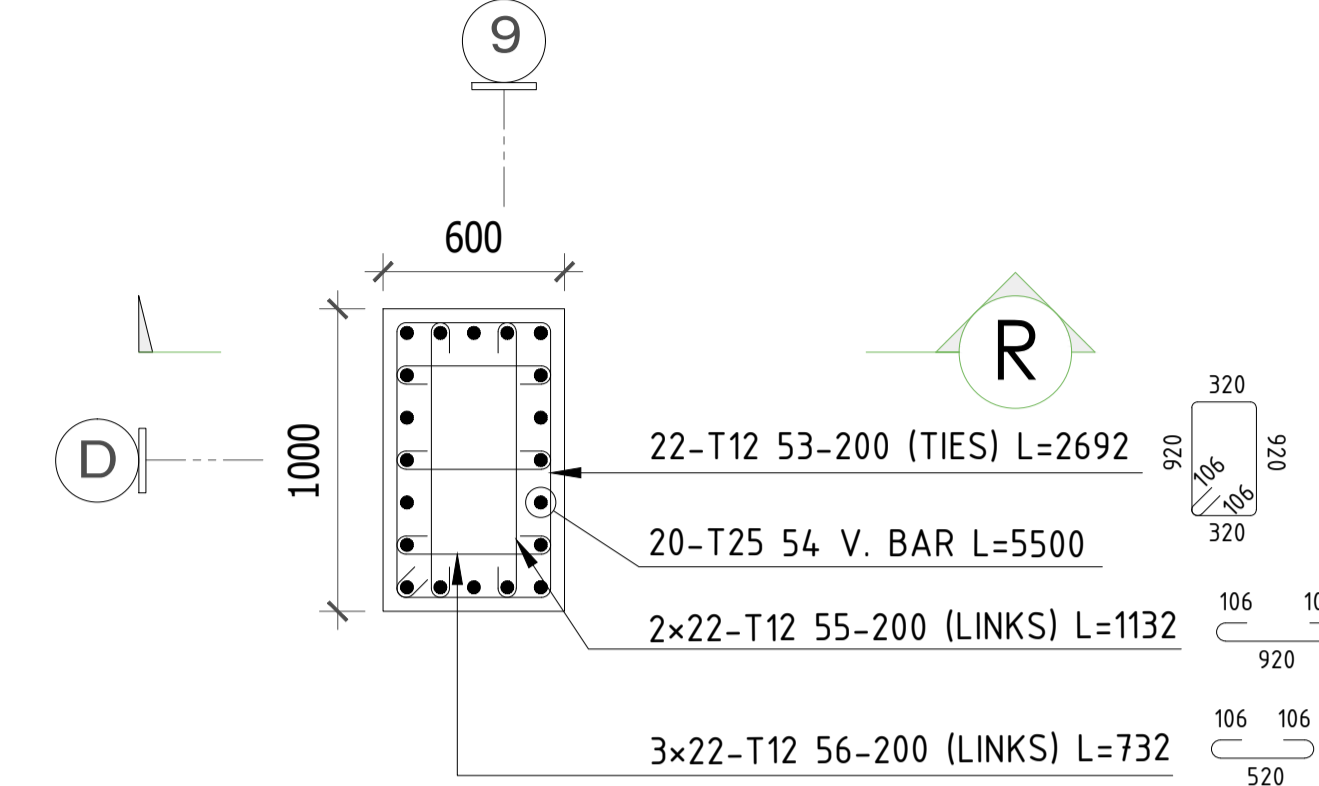 9
600
R
D
1000
320
22-T12 53-200 (TIES) L=2692
920
920
106
106
320
20-T25 54 V. BAR L=5500
2×22-T12 55-200 (LINKS) L=1132
106
920
3×22-T12 56-200 (LINKS) L=732
106 106
520